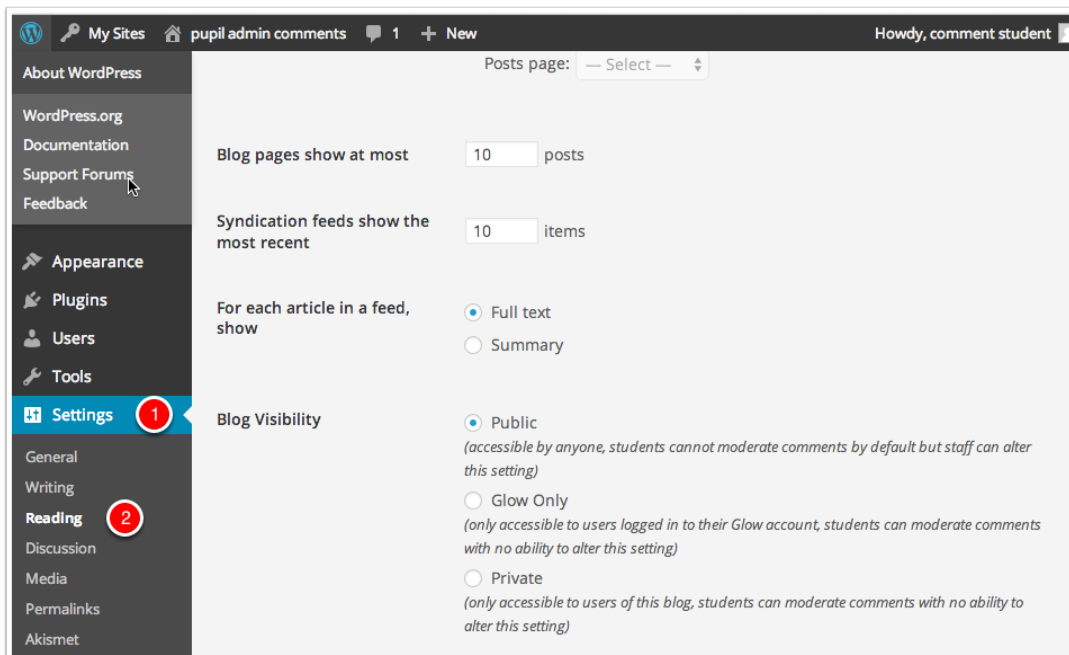 My Sites pupil admin comments 1 + New Howdy, comment student
About WordPress
WordPress.org
Documentation
Support Forums
Feedback
Appearance
Plugins
Users
Tools
Settings 1
General
Writing
Reading 2
Discussion
Media
Permalinks
Akismet
Posts page: — Select —
Blog pages show at most 10 posts
Syndication feeds show the
most recent
10 items
For each article in a feed,
show
Full text
Summary
Blog Visibility
Public
(accessible by anyone, students cannot moderate comments by default but staff can alter
this setting)
Glow Only
(only accessible to users logged in to their Glow account, students can moderate comments
with no ability to alter this setting)
Private
(only accessible to users of this blog, students can moderate comments with no ability to
alter this setting)